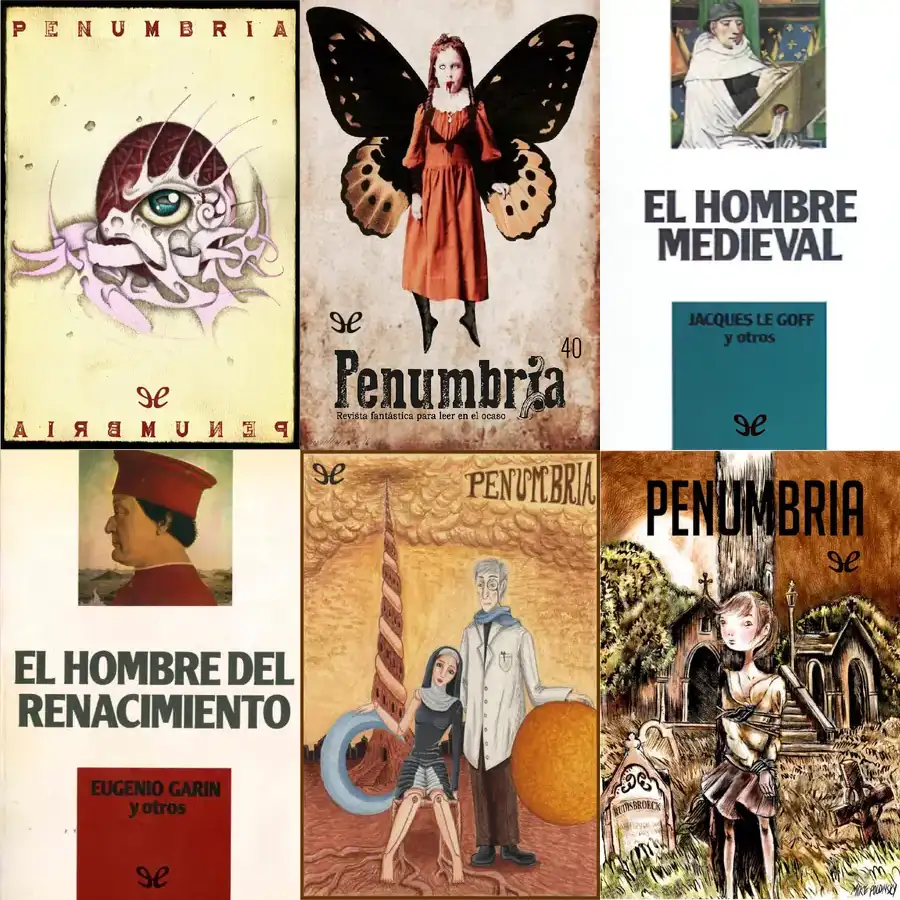 PENUMBRIA
PENUMBRIA
40
Penumbria
Revista fantástica para leer en el ocaso
EL HOMBRE
MEDIEVAL
JACQUES LE GOFF
y otros
EL HOMBRE DEL
RENACIMIENTO
EUGENIO GARIN
y otros
PENUMBRIA
PENUMBRIA